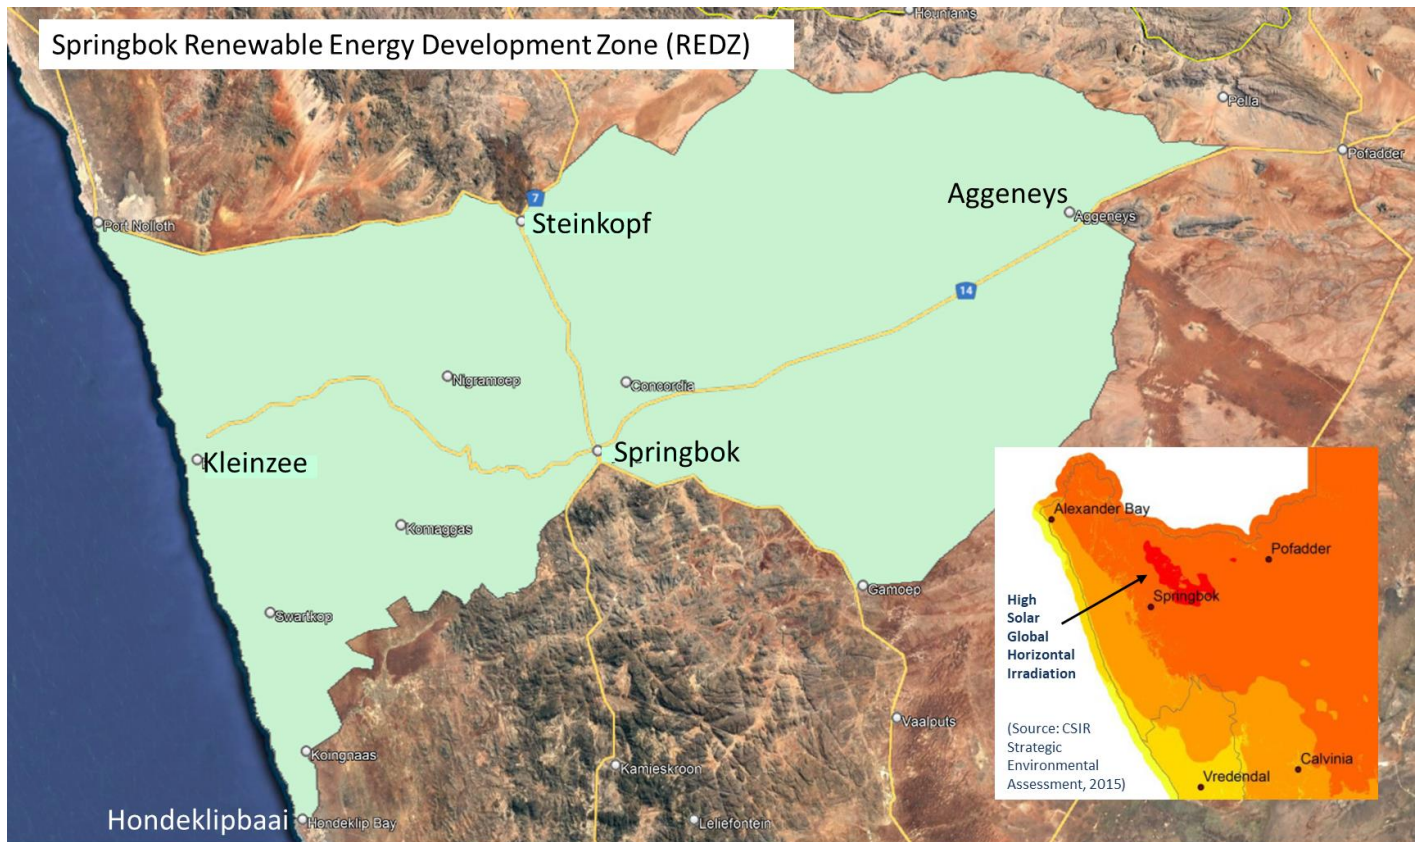 Springbok Renewable Energy Development Zone (REDZ)
Houniams
Pella
Pofadder
7
Steinkopf
Aggeneys
Aggeneys
Port Nolloth
14
Nigramoep
Concordia
Kleinzee
Springbok
Komaggas
Swartkop
Gamoep
Vaalputs
Koingnaas
Kamieskroon
Hondeklipbaai
Hondeklip Bay
Leliefontein
Alexander Bay
Pofadder
Springbok
High
Solar
Global
Horizontal
Irradiation
(Source: CSIR
Strategic
Environmental
Assessment, 2015)
Calvinia
Vredendal